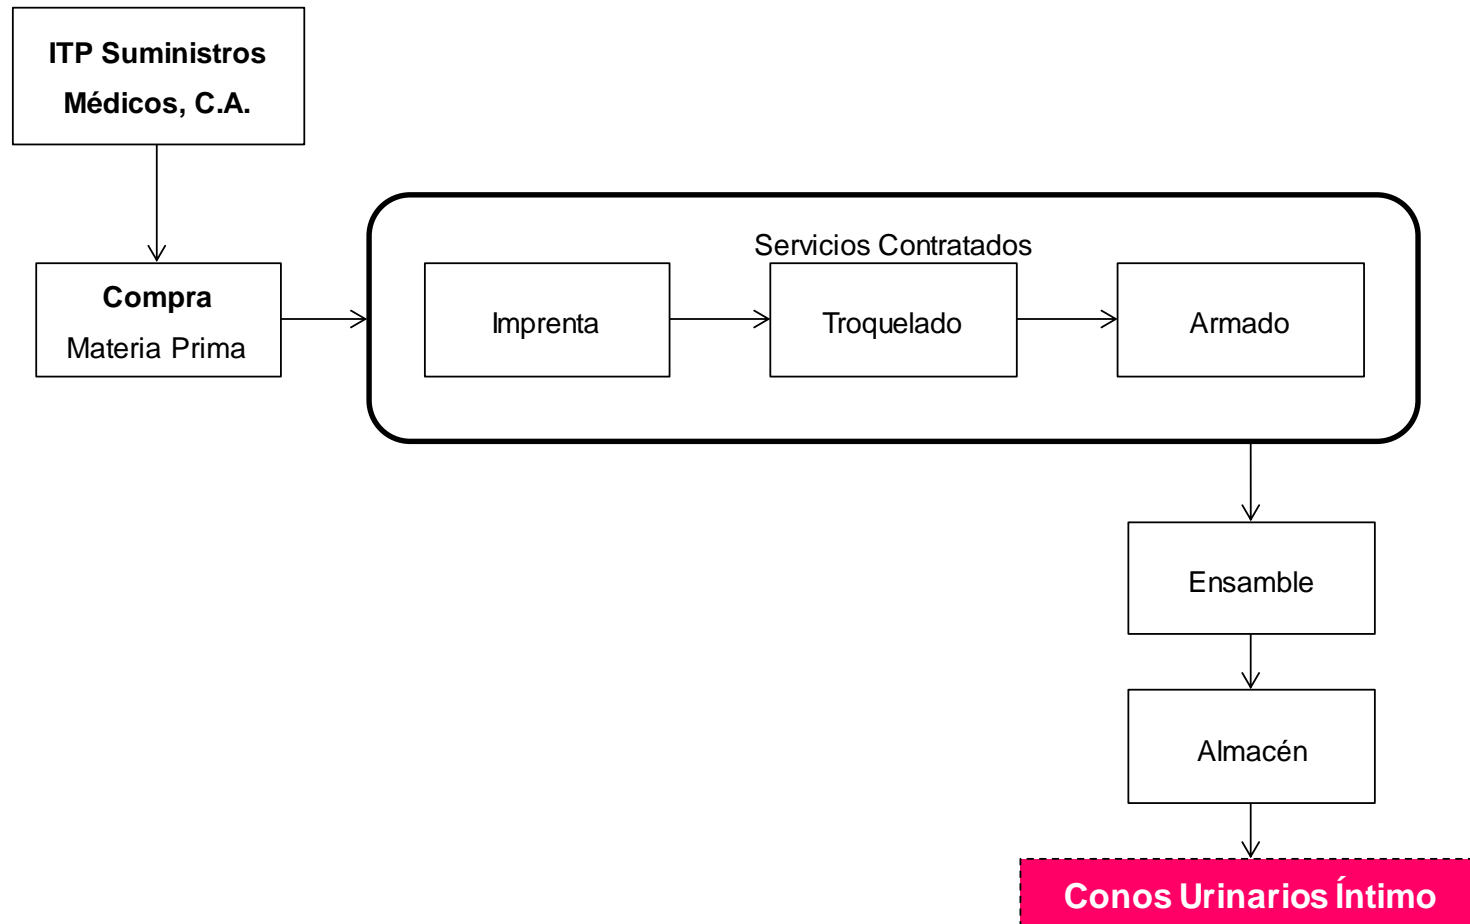 ITP Suministros
Médicos, C.A.
Servicios Contratados
Compra
Materia Prima
Imprenta
Troquelado
Armado
Ensamble
Almacén
Conos Urinarios Íntimo